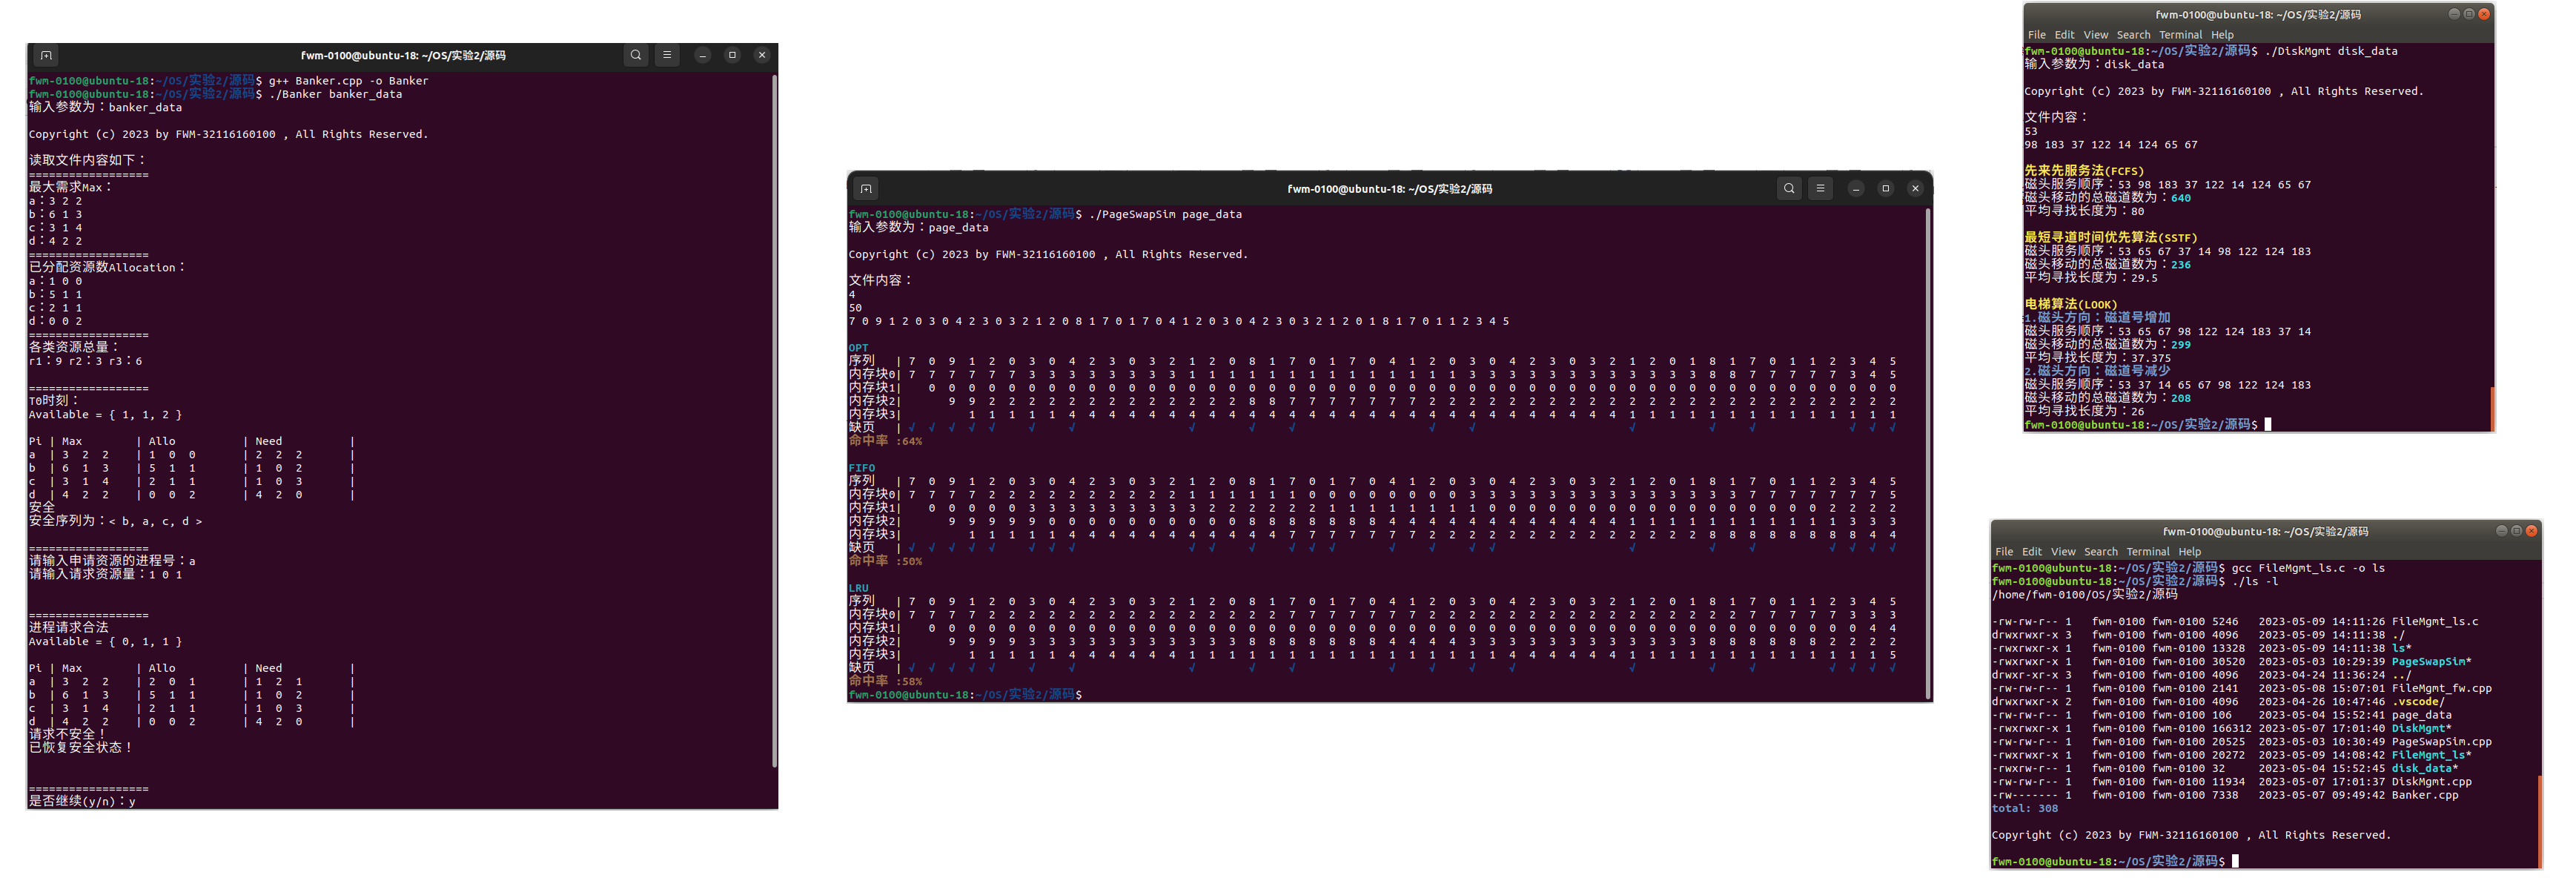 fwm-0100@ubuntu-18: ~/OS/实验2/源码
fwm-0100@ubuntu-18:~/OS/实验2/源码$ g++ Banker.cpp -o Banker
fwm-0100@ubuntu-18:~/OS/实验2/源码$ ./Banker banker_data
输入参数为：banker_data
Copyright (c) 2023 by FWM-32116160100 , All Rights Reserved.
读取文件内容如下：
==================
最大需求Max：
a：3 2 2
b：6 1 3
c：3 1 4
d：4 2 2
==================
已分配资源数Allocation：
a：1 0 0
b：5 1 1
c：2 1 1
d：0 0 2
==================
各类资源总量：
r1：9 r2：3 r3：6
==================
T0时刻：
Available = { 1, 1, 2 }
Pi | Max | Allo | Need |
a | 3 2 2 | 1 0 0 | 2 2 2 |
b | 6 1 3 | 5 1 1 | 1 0 2 |
c | 3 1 4 | 2 1 1 | 1 0 3 |
d | 4 2 2 | 0 0 2 | 4 2 0 |
安全
安全序列为：< b, a, c, d >
==================
请输入申请资源的进程号：a
请输入请求资源量：1 0 1
==================
进程请求合法
Available = { 0, 1, 1 }
Pi | Max | Allo | Need |
a | 3 2 2 | 2 0 1 | 1 2 1 |
b | 6 1 3 | 5 1 1 | 1 0 2 |
c | 3 1 4 | 2 1 1 | 1 0 3 |
d | 4 2 2 | 0 0 2 | 4 2 0 |
请求不安全！
已恢复安全状态！
==================
是否继续(y/n)：y
fwm-0100@ubuntu-18: ~/OS/实验2/源码
fwm-0100@ubuntu-18:~/OS/实验2/源码$ ./PageSwapSim page_data
输入参数为：page_data
Copyright (c) 2023 by FWM-32116160100 , All Rights Reserved.
文件内容：
4
50
7 0 9 1 2 0 3 0 4 2 3 0 3 2 1 2 0 8 1 7 0 1 7 0 4 1 2 0 3 0 4 2 3 0 3 2 1 2 0 1 8 1 7 0 1 1 2 3 4 5
OPT
序列 | 7 0 9 1 2 0 3 0 4 2 3 0 3 2 1 2 0 8 1 7 0 1 7 0 4 1 2 0 3 0 4 2 3 0 3 2 1 2 0 1 8 1 7 0 1 1 2 3 4 5
内存块0| 7 7 7 7 7 7 3 3 3 3 3 3 3 3 1 1 1 1 1 1 1 1 1 1 1 1 1 1 3 3 3 3 3 3 3 3 3 3 3 3 8 8 7 7 7 7 7 3 4 5
内存块1| 0 0 0 0 0 0 0 0 0 0 0 0 0 0 0 0 0 0 0 0 0 0 0 0 0 0 0 0 0 0 0 0 0 0 0 0 0 0 0 0 0 0 0 0 0 0 0 0 0
内存块2| 9 9 2 2 2 2 2 2 2 2 2 2 2 2 2 8 8 7 7 7 7 7 7 7 2 2 2 2 2 2 2 2 2 2 2 2 2 2 2 2 2 2 2 2 2 2 2 2
内存块3| 1 1 1 1 1 4 4 4 4 4 4 4 4 4 4 4 4 4 4 4 4 4 4 4 4 4 4 4 4 4 4 4 4 1 1 1 1 1 1 1 1 1 1 1 1 1 1
缺页 | √ √ √ √ √ √ √ √ √ √ √ √ √ √ √ √ √ √
命中率 :64%
FIFO
序列 | 7 0 9 1 2 0 3 0 4 2 3 0 3 2 1 2 0 8 1 7 0 1 7 0 4 1 2 0 3 0 4 2 3 0 3 2 1 2 0 1 8 1 7 0 1 1 2 3 4 5
内存块0| 7 7 7 7 2 2 2 2 2 2 2 2 2 2 1 1 1 1 1 1 0 0 0 0 0 0 0 0 3 3 3 3 3 3 3 3 3 3 3 3 3 3 7 7 7 7 7 7 7 5
内存块1| 0 0 0 0 0 3 3 3 3 3 3 3 3 3 2 2 2 2 2 2 1 1 1 1 1 1 1 1 0 0 0 0 0 0 0 0 0 0 0 0 0 0 0 0 0 2 2 2 2
内存块2| 9 9 9 9 9 0 0 0 0 0 0 0 0 0 0 8 8 8 8 8 8 8 4 4 4 4 4 4 4 4 4 4 4 4 1 1 1 1 1 1 1 1 1 1 1 3 3 3
内存块3| 1 1 1 1 1 4 4 4 4 4 4 4 4 4 4 4 7 7 7 7 7 7 7 2 2 2 2 2 2 2 2 2 2 2 2 2 2 8 8 8 8 8 8 8 8 4 4
缺页 | √ √ √ √ √ √ √ √ √ √ √ √ √ √ √ √ √ √ √ √ √ √ √ √ √
命中率 :50%
LRU
序列 | 7 0 9 1 2 0 3 0 4 2 3 0 3 2 1 2 0 8 1 7 0 1 7 0 4 1 2 0 3 0 4 2 3 0 3 2 1 2 0 1 8 1 7 0 1 1 2 3 4 5
内存块0| 7 7 7 7 2 2 2 2 2 2 2 2 2 2 2 2 2 2 2 7 7 7 7 7 7 7 2 2 2 2 2 2 2 2 2 2 2 2 2 2 2 2 7 7 7 7 7 3 3 3
内存块1| 0 0 0 0 0 0 0 0 0 0 0 0 0 0 0 0 0 0 0 0 0 0 0 0 0 0 0 0 0 0 0 0 0 0 0 0 0 0 0 0 0 0 0 0 0 0 0 4 4
内存块2| 9 9 9 9 3 3 3 3 3 3 3 3 3 3 3 8 8 8 8 8 8 8 4 4 4 4 3 3 3 3 3 3 3 3 3 3 3 3 8 8 8 8 8 8 2 2 2 2
内存块3| 1 1 1 1 1 4 4 4 4 4 4 1 1 1 1 1 1 1 1 1 1 1 1 1 1 1 1 4 4 4 4 4 4 1 1 1 1 1 1 1 1 1 1 1 1 1 5
缺页 | √ √ √ √ √ √ √ √ √ √ √ √ √ √ √ √ √ √ √ √ √
命中率 :58%
fwm-0100@ubuntu-18:~/OS/实验2/源码$
fwm-0100@ubuntu-18: ~/OS/实验2/源码
File Edit View Search Terminal Help
fwm-0100@ubuntu-18:~/OS/实验2/源码$ ./DiskMgmt disk_data
输入参数为：disk_data
Copyright (c) 2023 by FWM-32116160100 , All Rights Reserved.
文件内容：
53
98 183 37 122 14 124 65 67
先来先服务法(FCFS)
磁头服务顺序：53 98 183 37 122 14 124 65 67
磁头移动的总磁道数为：640
平均寻找长度为：80
最短寻道时间优先算法(SSTF)
磁头服务顺序：53 65 67 37 14 98 122 124 183
磁头移动的总磁道数为：236
平均寻找长度为：29.5
电梯算法(LOOK)
1.磁头方向：磁道号增加
磁头服务顺序：53 65 67 98 122 124 183 37 14
磁头移动的总磁道数为：299
平均寻找长度为：37.375
2.磁头方向：磁道号减少
磁头服务顺序：53 37 14 65 67 98 122 124 183
磁头移动的总磁道数为：208
平均寻找长度为：26
fwm-0100@ubuntu-18:~/OS/实验2/源码$
fwm-0100@ubuntu-18: ~/OS/实验2/源码
File Edit View Search Terminal Help
fwm-0100@ubuntu-18:~/OS/实验2/源码$ gcc FileMgmt_ls.c -o ls
fwm-0100@ubuntu-18:~/OS/实验2/源码$ ./ls -l
/home/fwm-0100/OS/实验2/源码
-rw-rw-r-- 1 fwm-0100 fwm-0100 5246 2023-05-09 14:11:26 FileMgmt_ls.c
drwxrwxr-x 3 fwm-0100 fwm-0100 4096 2023-05-09 14:11:38 ./
-rwxrwxr-x 1 fwm-0100 fwm-0100 13328 2023-05-09 14:11:38 ls*
-rwxrwxr-x 1 fwm-0100 fwm-0100 30520 2023-05-03 10:29:39 PageSwapSim*
drwxr-xr-x 3 fwm-0100 fwm-0100 4096 2023-04-24 11:36:24 ../
-rw-rw-r-- 1 fwm-0100 fwm-0100 2141 2023-05-08 15:07:01 FileMgmt_fw.cpp
drwxrwxr-x 2 fwm-0100 fwm-0100 4096 2023-04-26 10:47:46 .vscode/
-rw-rw-r-- 1 fwm-0100 fwm-0100 106 2023-05-04 15:52:41 page_data
-rwxrwxr-x 1 fwm-0100 fwm-0100 166312 2023-05-07 17:01:40 DiskMgmt*
-rw-rw-r-- 1 fwm-0100 fwm-0100 20525 2023-05-03 10:30:49 PageSwapSim.cpp
-rwxrwxr-x 1 fwm-0100 fwm-0100 20272 2023-05-09 14:08:42 FileMgmt_ls*
-rwxrw-r-- 1 fwm-0100 fwm-0100 32 2023-05-04 15:52:45 disk_data*
-rw-rw-r-- 1 fwm-0100 fwm-0100 11934 2023-05-07 17:01:37 DiskMgmt.cpp
-rw------- 1 fwm-0100 fwm-0100 7338 2023-05-07 09:49:42 Banker.cpp
total: 308
Copyright (c) 2023 by FWM-32116160100 , All Rights Reserved.
fwm-0100@ubuntu-18:~/OS/实验2/源码$